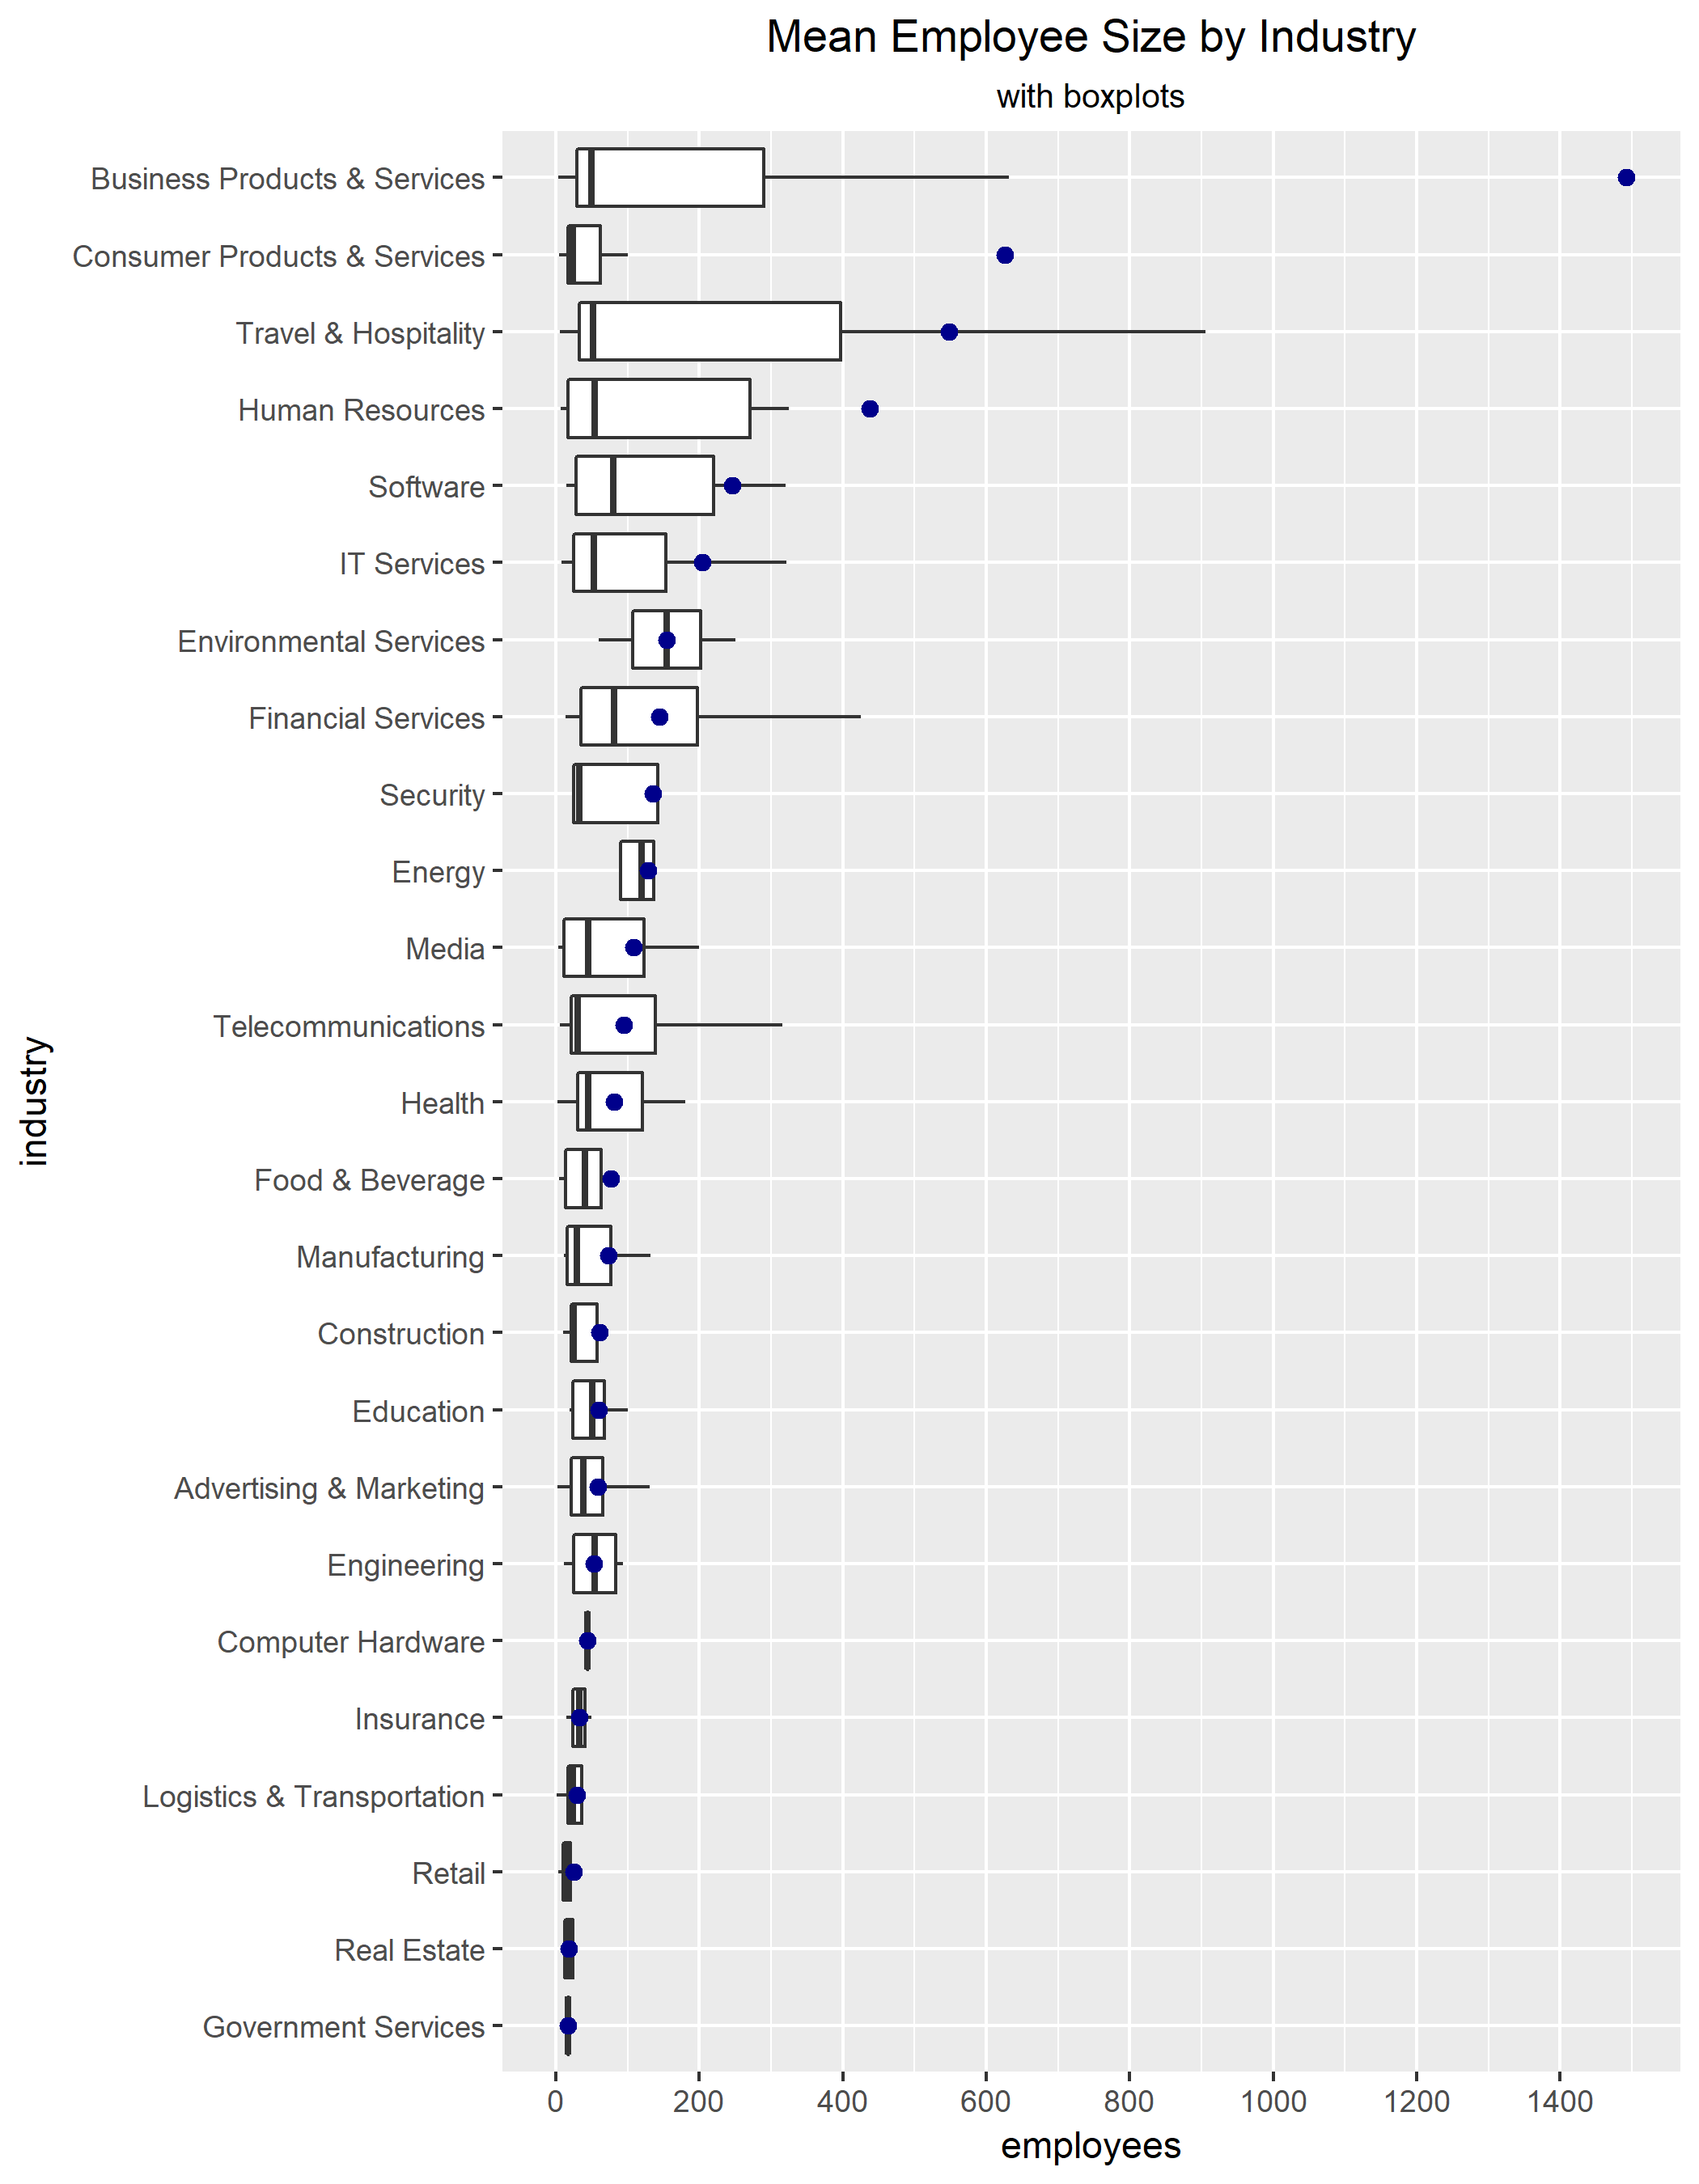 Mean Employee Size by Industry
with boxplots
Business Products & Services
Consumer Products & Services
Travel & Hospitality
Human Resources
Software
IT Services
Environmental Services
Financial Services
Security
Energy
Media
Telecommunications
Health
Food & Beverage
Manufacturing
Construction
Education
Advertising & Marketing
Engineering
Computer Hardware
Insurance
Logistics & Transportation
Retail
Real Estate
Government Services
industry
0 200 400 600 800 1000 1200 1400
employees